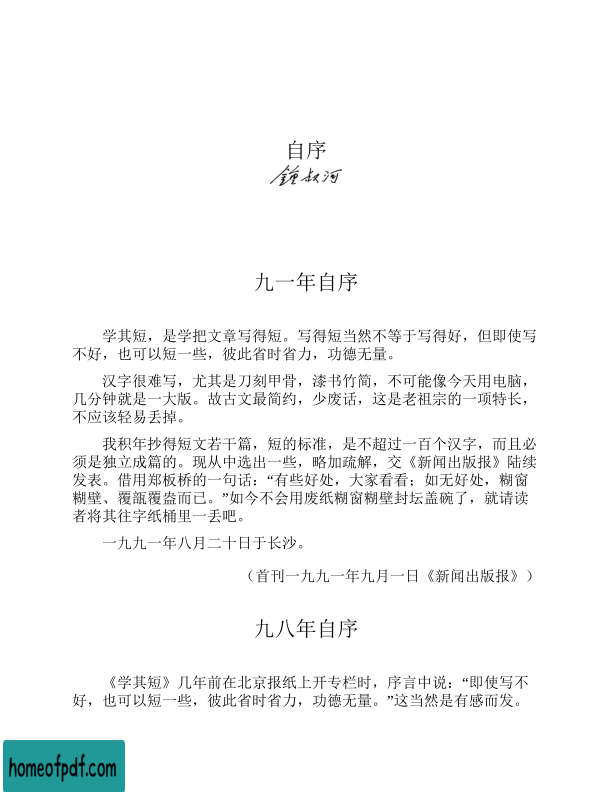 自序
鍾叔河
九一年自序
学其短，是学把文章写得短。写得短当然不等于写得好，但即使写
不好，也可以短一些，彼此省时省力，功德无量。
汉字很难写，尤其是刀刻甲骨，漆书竹简，不可能像今天用电脑，
几分钟就是一大版。故古文最简约，少废话，这是老祖宗的一项特长，
不应该轻易丢掉。
我积年抄得短文若干篇，短的标准，是不超过一百个汉字，而且必
须是独立成篇的。现从中选出一些，略加疏解，交《新闻出版报》陆续
发表。借用郑板桥的一句话：“有些好处，大家看看；如无好处，糊窗
糊壁、覆瓿覆盎而已。”如今不会用废纸糊窗糊壁封坛盖碗了，就请读
者将其往字纸桶里一丢吧。
一九九一年八月二十日于长沙。
（首刊一九九一年九月一日《新闻出版报》）
九八年自序
《学其短》几年前在北京报纸上开专栏时，序言中说：“即使写不
好，也可以短一些，彼此省时省力，功德无量。”这当然是有感而发。
homeofpdf.com